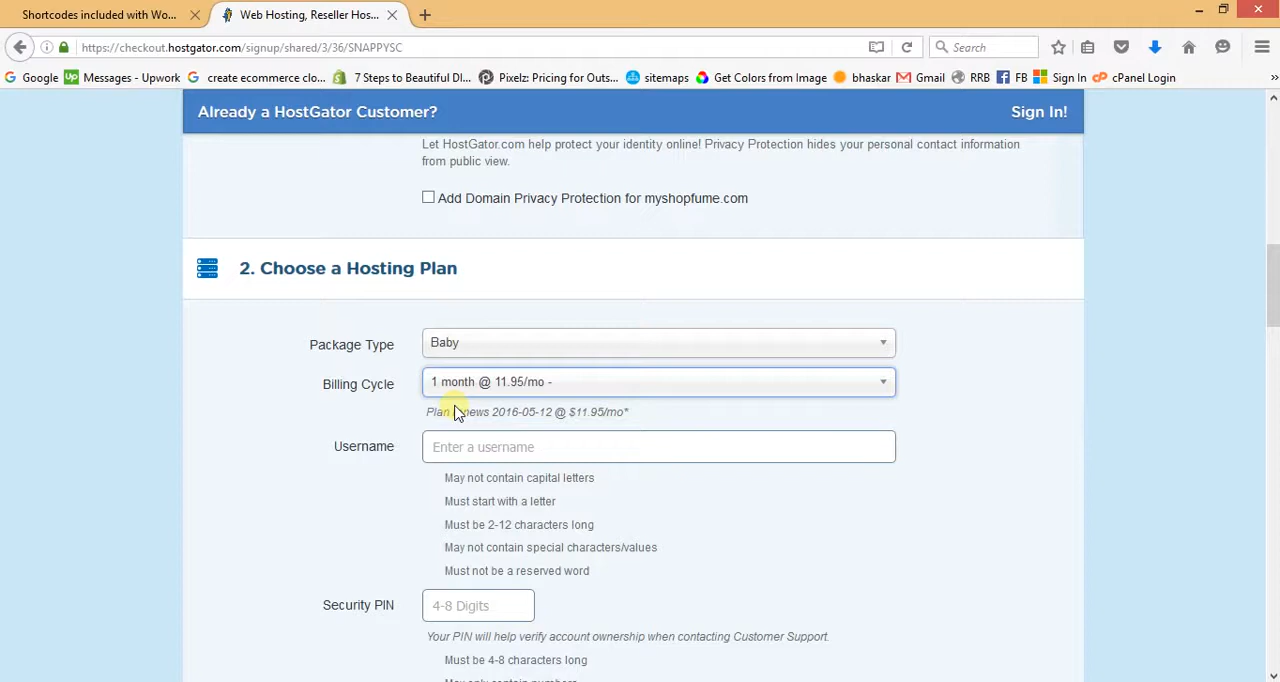 Shortcodes included with Wo...
Web Hosting, Reseller Hos...
https://checkout.hostgator.com/signup/shared/3/36/SNAPPYSC
Search
Google
Messages - Upwork
create ecommerce clo...
7 Steps to Beautiful DI...
Pixelz: Pricing for Outs...
sitemaps
Get Colors from Image
bhaskar
Gmail
RRB
FB
Sign In
cPanel Login
Already a HostGator Customer?
Sign In!
Let HostGator.com help protect your identity online! Privacy Protection hides your personal contact information
from public view.
Add Domain Privacy Protection for myshopfume.com
2. Choose a Hosting Plan
Package Type
Baby
Billing Cycle
1 month @ 11.95/mo -
Plan news 2016-05-12 @ $11.95/mo*
Username
Enter a username
May not contain capital letters
Must start with a letter
Must be 2-12 characters long
May not contain special characters/values
Must not be a reserved word
Security PIN
4-8 Digits
Your PIN will help verify account ownership when contacting Customer Support.
Must be 4-8 characters long